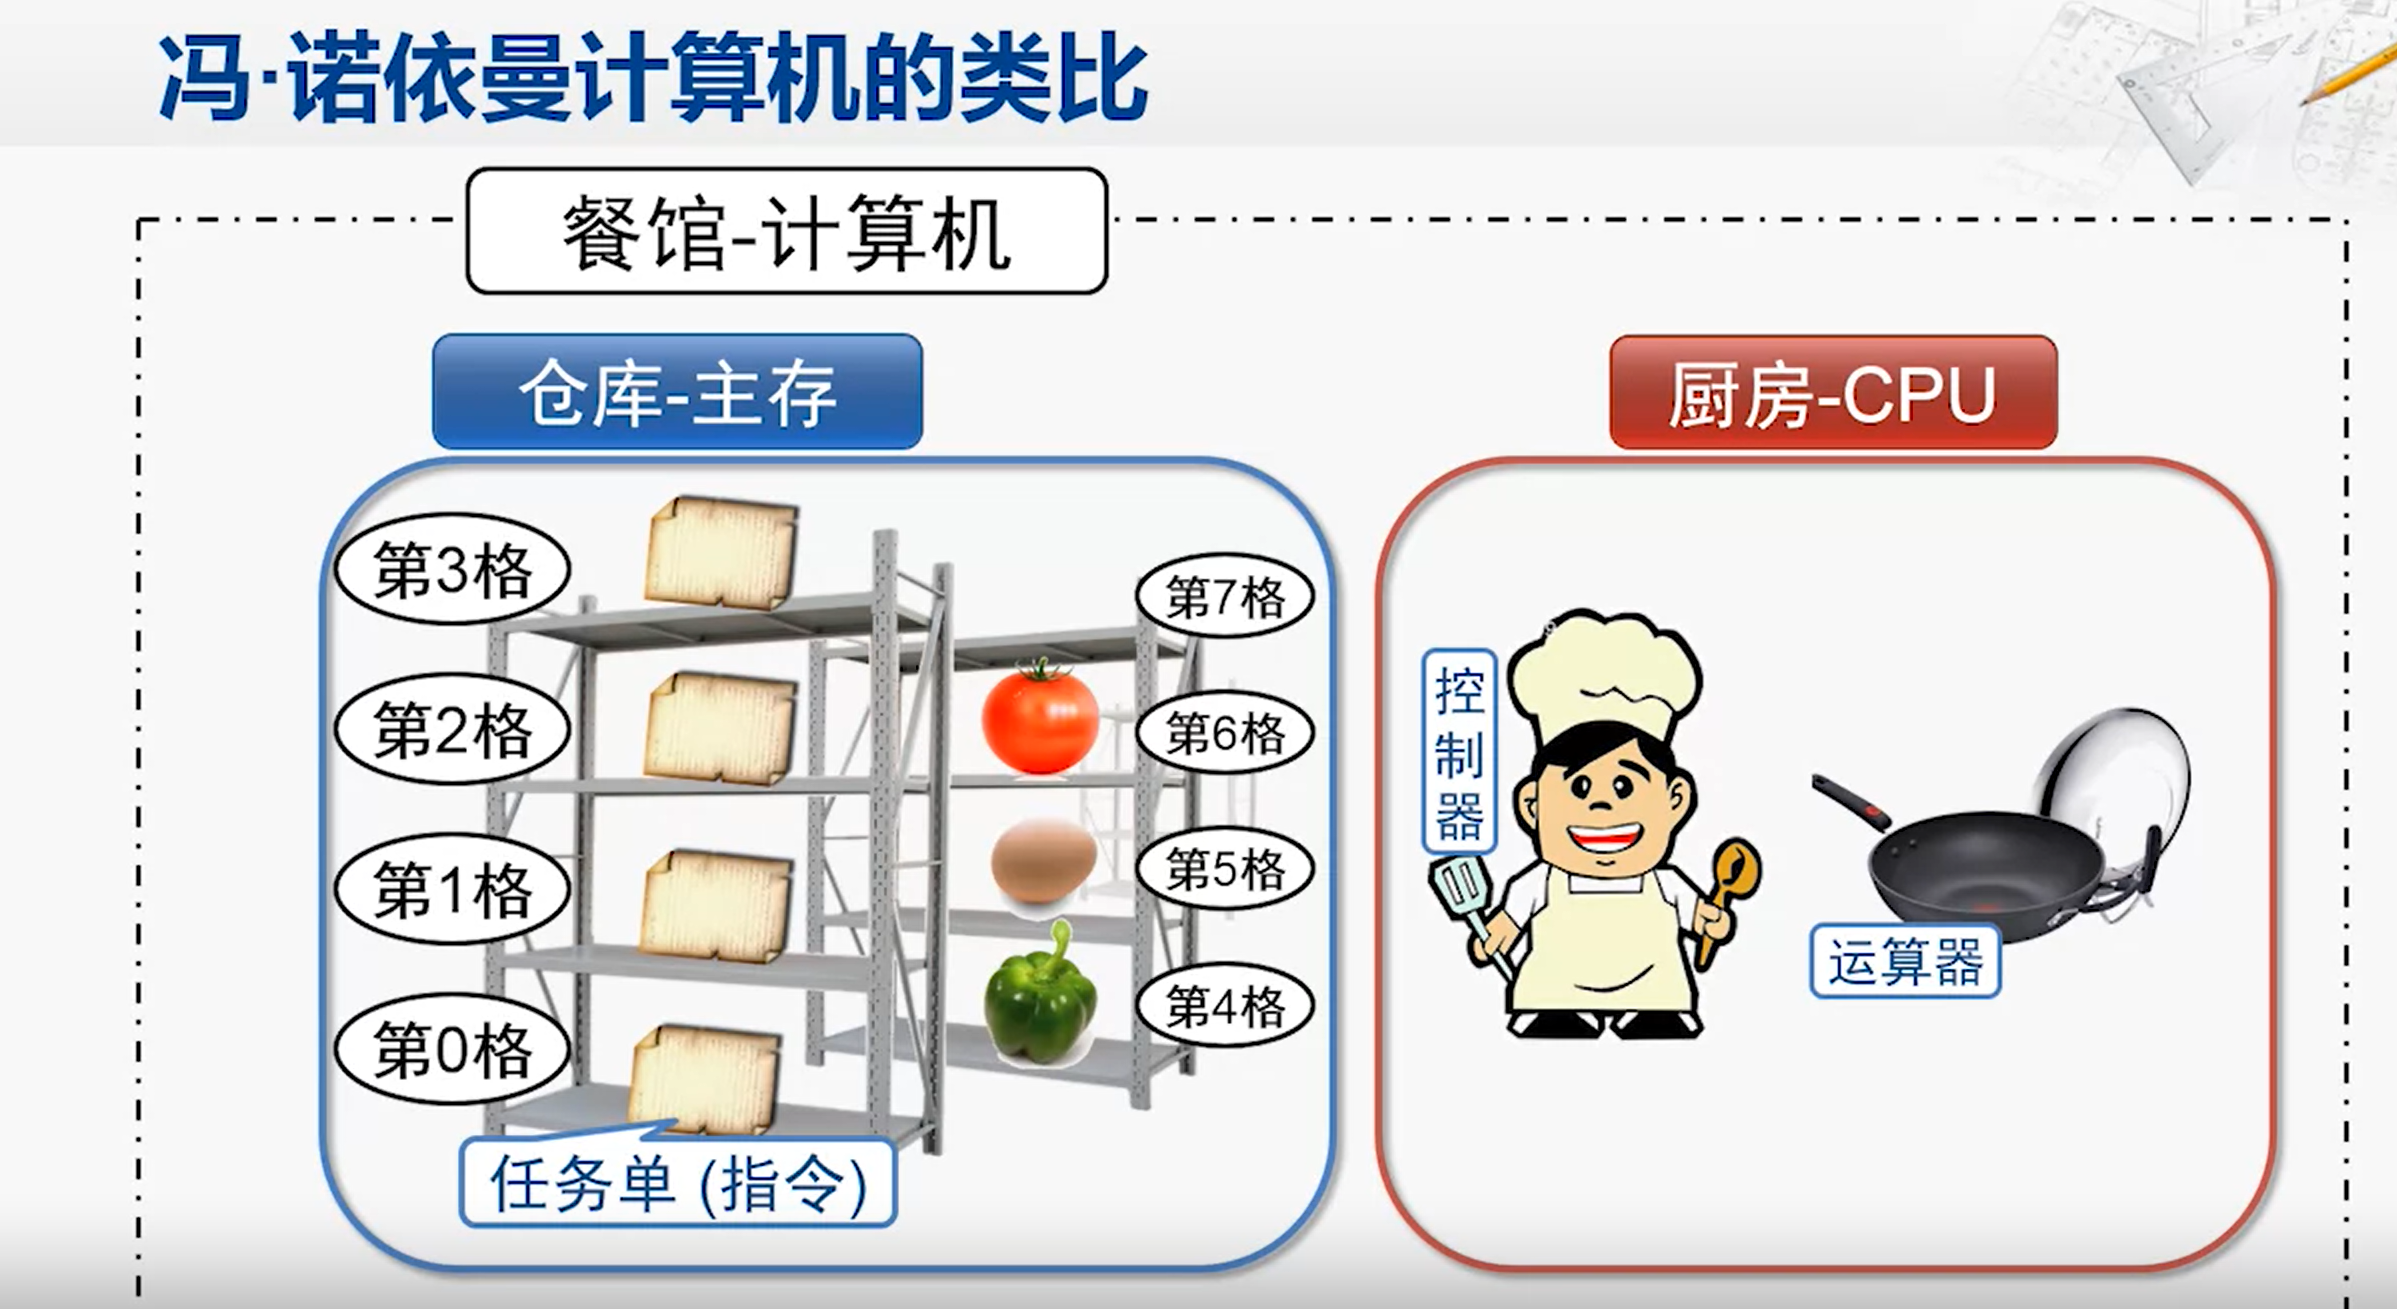 冯·诺依曼计算机的类比
餐馆-计算机
仓库-主存
厨房-CPU
第3格
第2格
第1格
第0格
第7格
第6格
第5格
第4格
任务单 (指令)
控制器
运算器